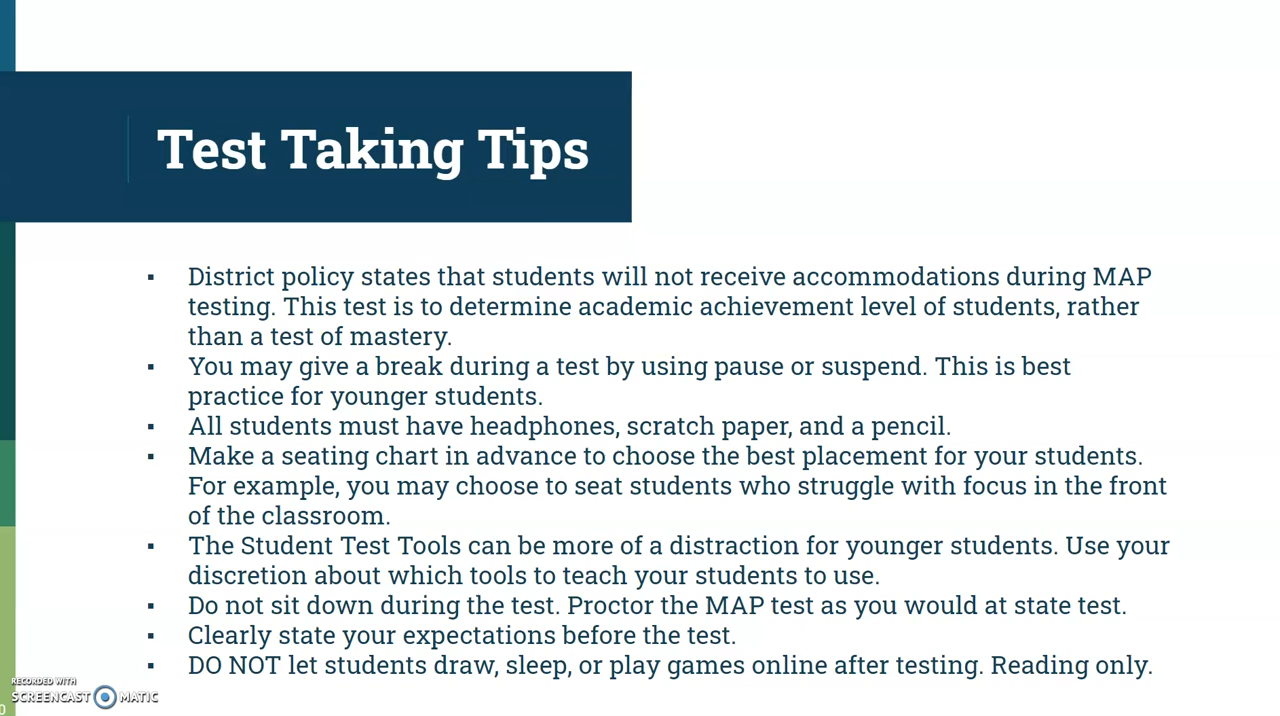 Test Taking Tips
▪ District policy states that students will not receive accommodations during MAP
testing. This test is to determine academic achievement level of students, rather
than a test of mastery.
▪ You may give a break during a test by using pause or suspend. This is best
practice for younger students.
▪ All students must have headphones, scratch paper, and a pencil.
▪ Make a seating chart in advance to choose the best placement for your students.
For example, you may choose to seat students who struggle with focus in the front
of the classroom.
▪ The Student Test Tools can be more of a distraction for younger students. Use your
discretion about which tools to teach your students to use.
▪ Do not sit down during the test. Proctor the MAP test as you would at state test.
▪ Clearly state your expectations before the test.
▪ DO NOT let students draw, sleep, or play games online after testing. Reading only.
RECORDED WITH
SCREENCAST MATIC
0